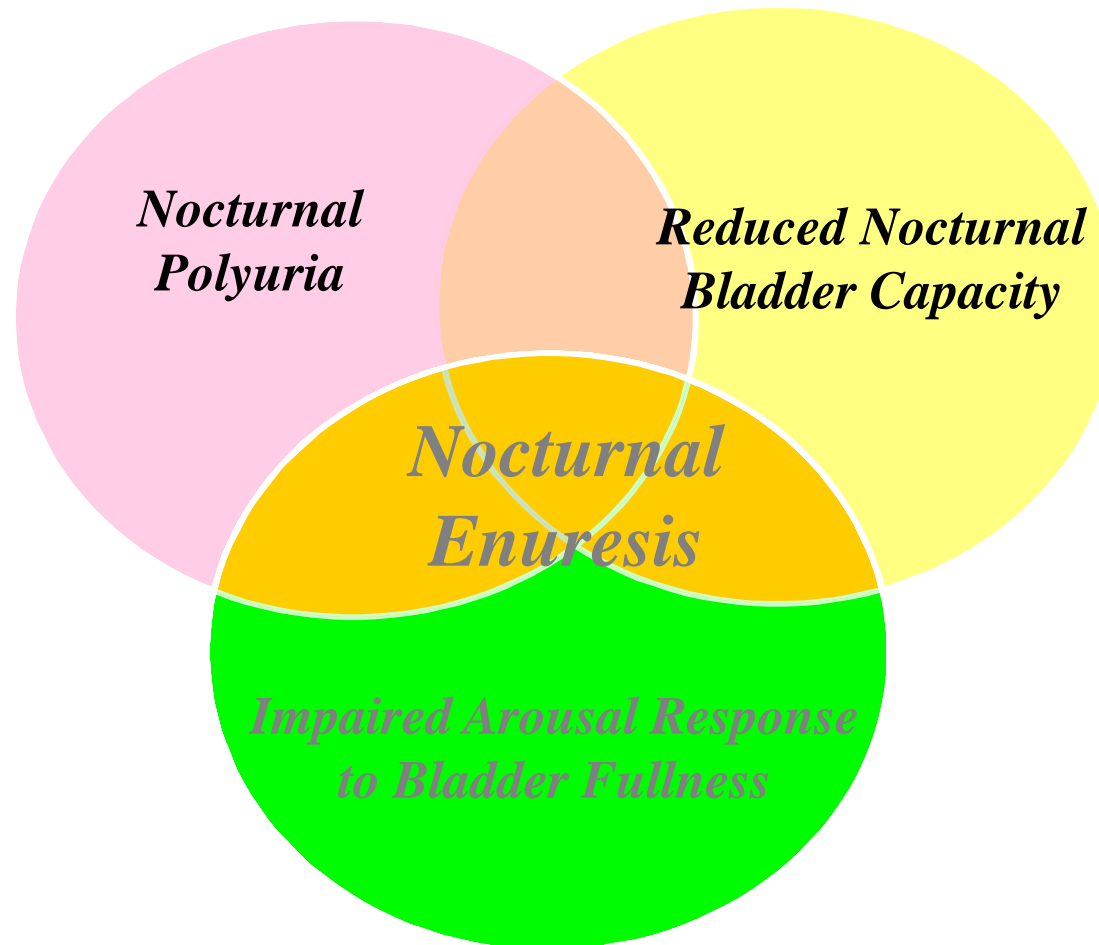 Nocturnal
Polyuria
Reduced Nocturnal
Bladder Capacity
Nocturnal
Enuresis
Impaired Arousal Response
to Bladder Fullness